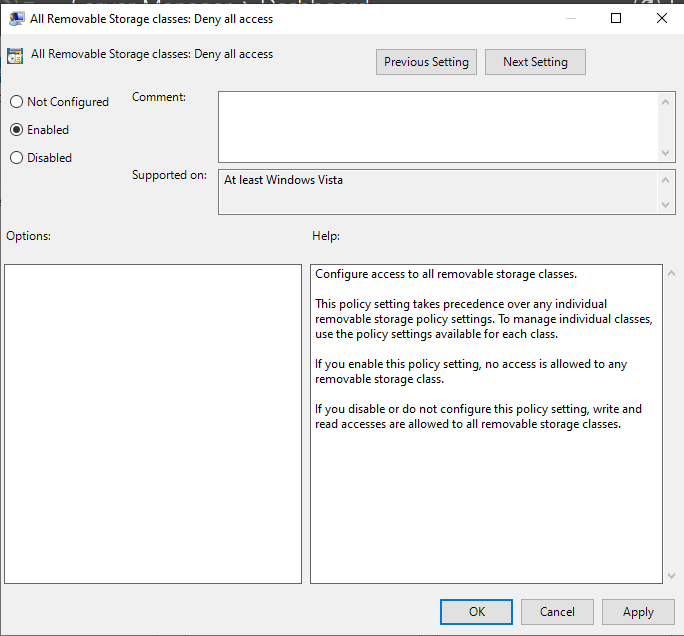 All Removable Storage classes: Deny all access
All Removable Storage classes: Deny all access
Previous Setting
Next Setting
Not Configured
Enabled
Disabled
Comment:
Supported on:
At least Windows Vista
Options:
Help:
Configure access to all removable storage classes.
This policy setting takes precedence over any individual
removable storage policy settings. To manage individual classes,
use the policy settings available for each class.
If you enable this policy setting, no access is allowed to any
removable storage class.
If you disable or do not configure this policy setting, write and
read accesses are allowed to all removable storage classes.
OK
Cancel
Apply